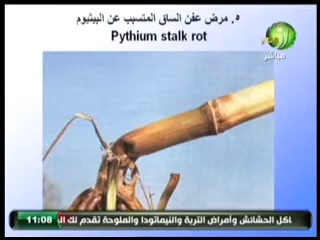 ٥. مرض عفن الساق المتسبب عن البيثيوم
Pythium stalk rot
مباشر
11:08 شاكل الحشائش وأمراض التربة والنيماتودا والملوحة تقدم لك ال